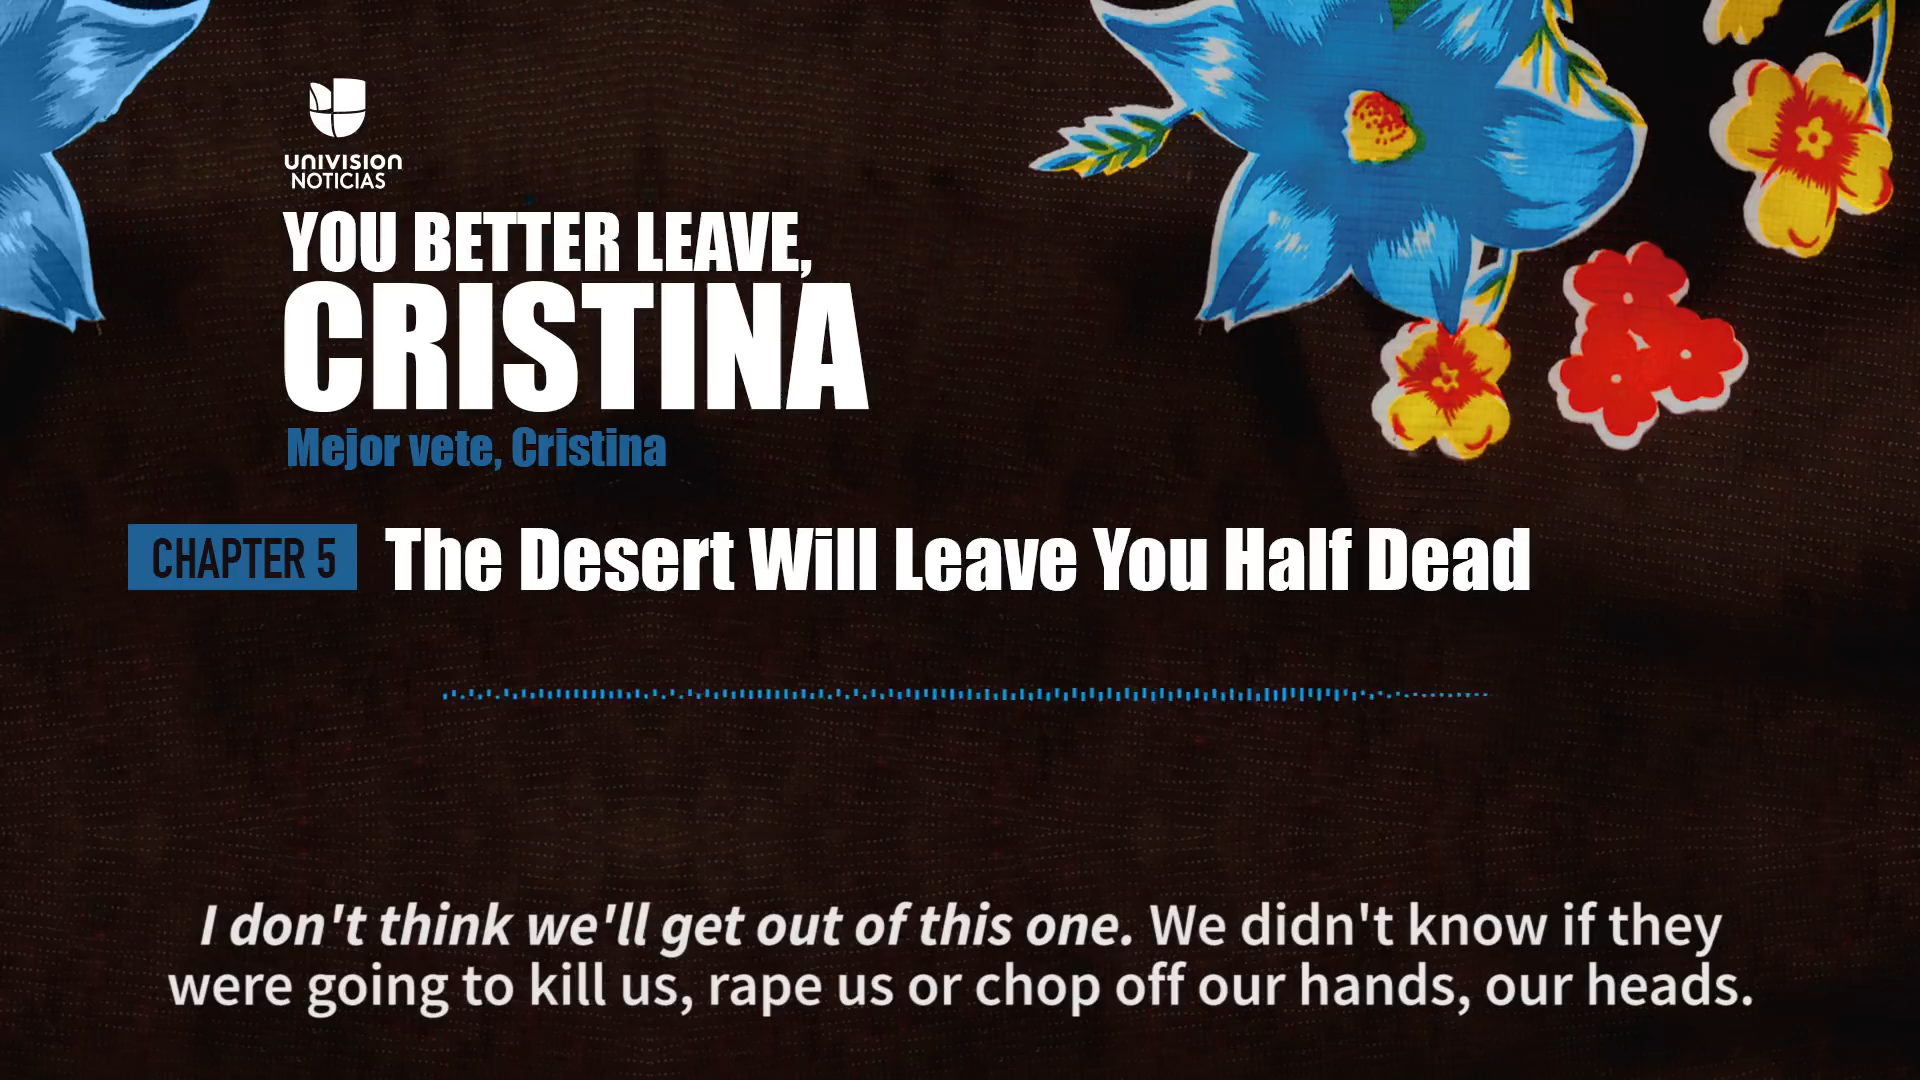 UNIVISION
NOTICIAS
YOU BETTER LEAVE,
CRISTINA
Mejor vete, Cristina
CHAPTER 5
The Desert Will Leave You Half Dead
I don't think we'll get out of this one. We didn't know if they
were going to kill us, rape us or chop off our hands, our heads.